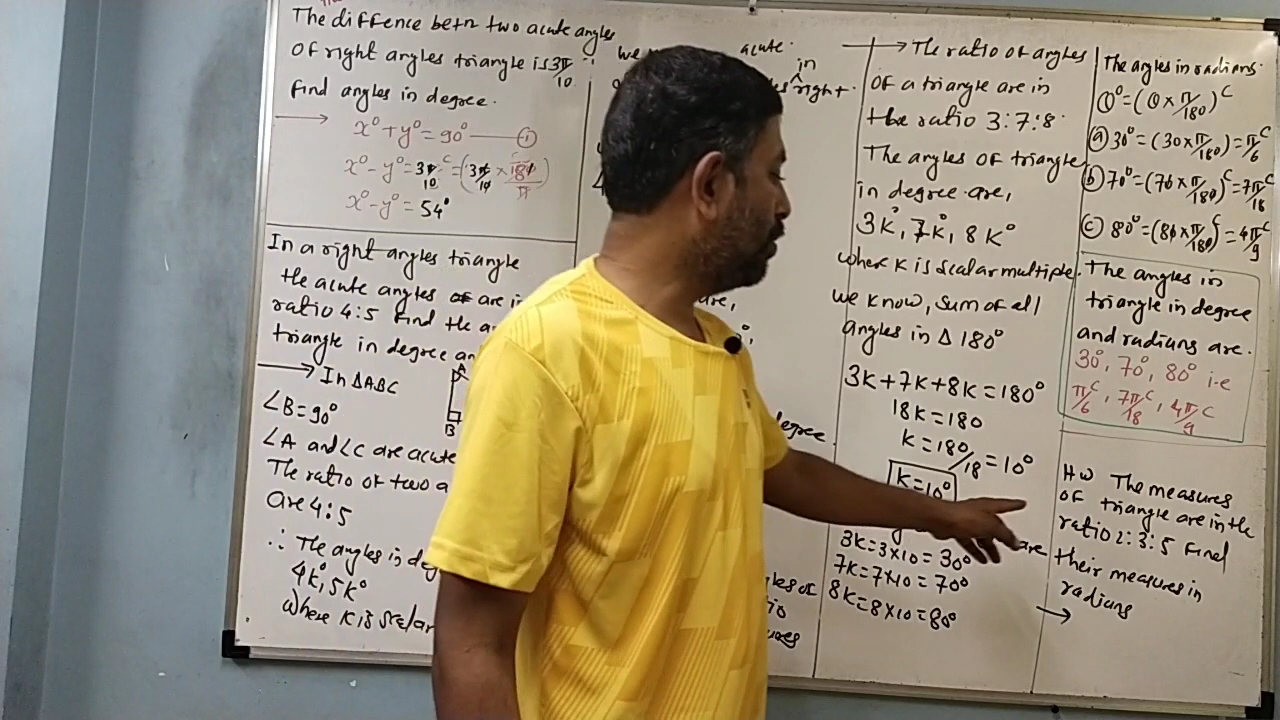 The diffence betn two acute angles
of right angles triangle is 3π/10
find angles in degree.
→ x° + y° = 90° —— ①
x° - y° = 3π/10 ᶜ = (3π/10 × 180/π)
x° - y° = 54°
In a right angles triangle
the acute angles are
ratio 4:5 find the
triangle in degree
→ In ΔABC
∠B = 90°
∠A and ∠C are acute
The ratio of two
are 4:5
∴ The angles in
4k°, 5k°
where k is scalar
A
B
we
acute
in
right.
are,
degree
→ The ratio of angles
of a triangle are in
the ratio 3:7:8.
The angles of triangle
in degree are,
3k°, 7k°, 8k°
where k is scalar multiple.
we know, sum of all
angles in Δ 180°
3k + 7k + 8k = 180°
18k = 180
k = 180/18 = 10°
k = 10°
are
3k = 3×10 = 30°
7k = 7×10 = 70°
8k = 8×10 = 80°
The angles in radians.
θ° = (θ × π/180)ᶜ
(a) 30° = (30 × π/180) = π/6 ᶜ
(b) 70° = (70 × π/180)ᶜ = 7π/18 ᶜ
(c) 80° = (80 × π/180)ᶜ = 4π/9 ᶜ
The angles in
triangle in degree
and radians are.
30°, 70°, 80° i.e
π/6 ᶜ, 7π/18 ᶜ, 4π/9 ᶜ
HW The measures
of triangle are in the
ratio 2:3:5 find
their measures in
radians
→